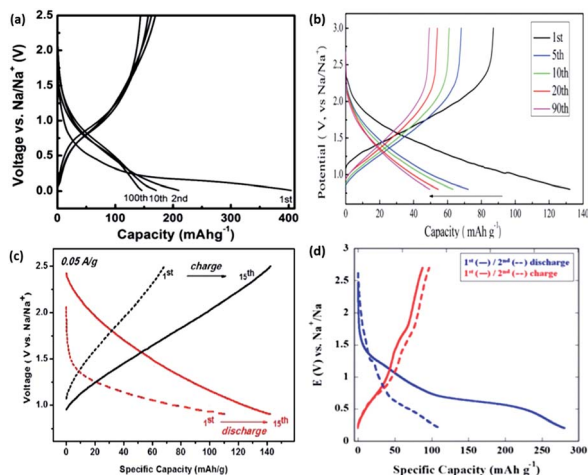 (a)
2.5
2.0
1.5
1.0
0.5
0.0
Voltage vs. Na/Na⁺ (V)
100th 10th 2nd
1st
0 100 200 300 400
Capacity (mAhg⁻¹)
(b)
3.0
2.5
2.0
1.5
1.0
Potential (V, vs Na/Na⁺)
1st
5th
10th
20th
90th
0 20 40 60 80 100 120 140
Capacity (mAh g⁻¹)
(c)
0.05 A/g
2.5
2.0
1.5
1.0
Voltage (V vs. Na/Na⁺)
1ˢᵗ charge 15ᵗʰ
1ˢᵗ 15ᵗʰ
discharge
0 20 40 60 80 100 120 140
Specific Capacity (mAh/g)
(d)
3
2.5
2
1.5
1
0.5
0
E (V) vs. Na⁺/Na
1ˢᵗ (—) / 2ⁿᵈ (--) discharge
1ˢᵗ (—) / 2ⁿᵈ (--) charge
0 40 80 120 160 200 240 280
Specific Capacity (mAh g⁻¹)